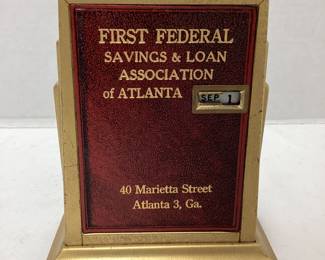 FIRST FEDERAL
SAVINGS & LOAN
ASSOCIATION
of ATLANTA
SEP 1
40 Marietta Street
Atlanta 3, Ga.